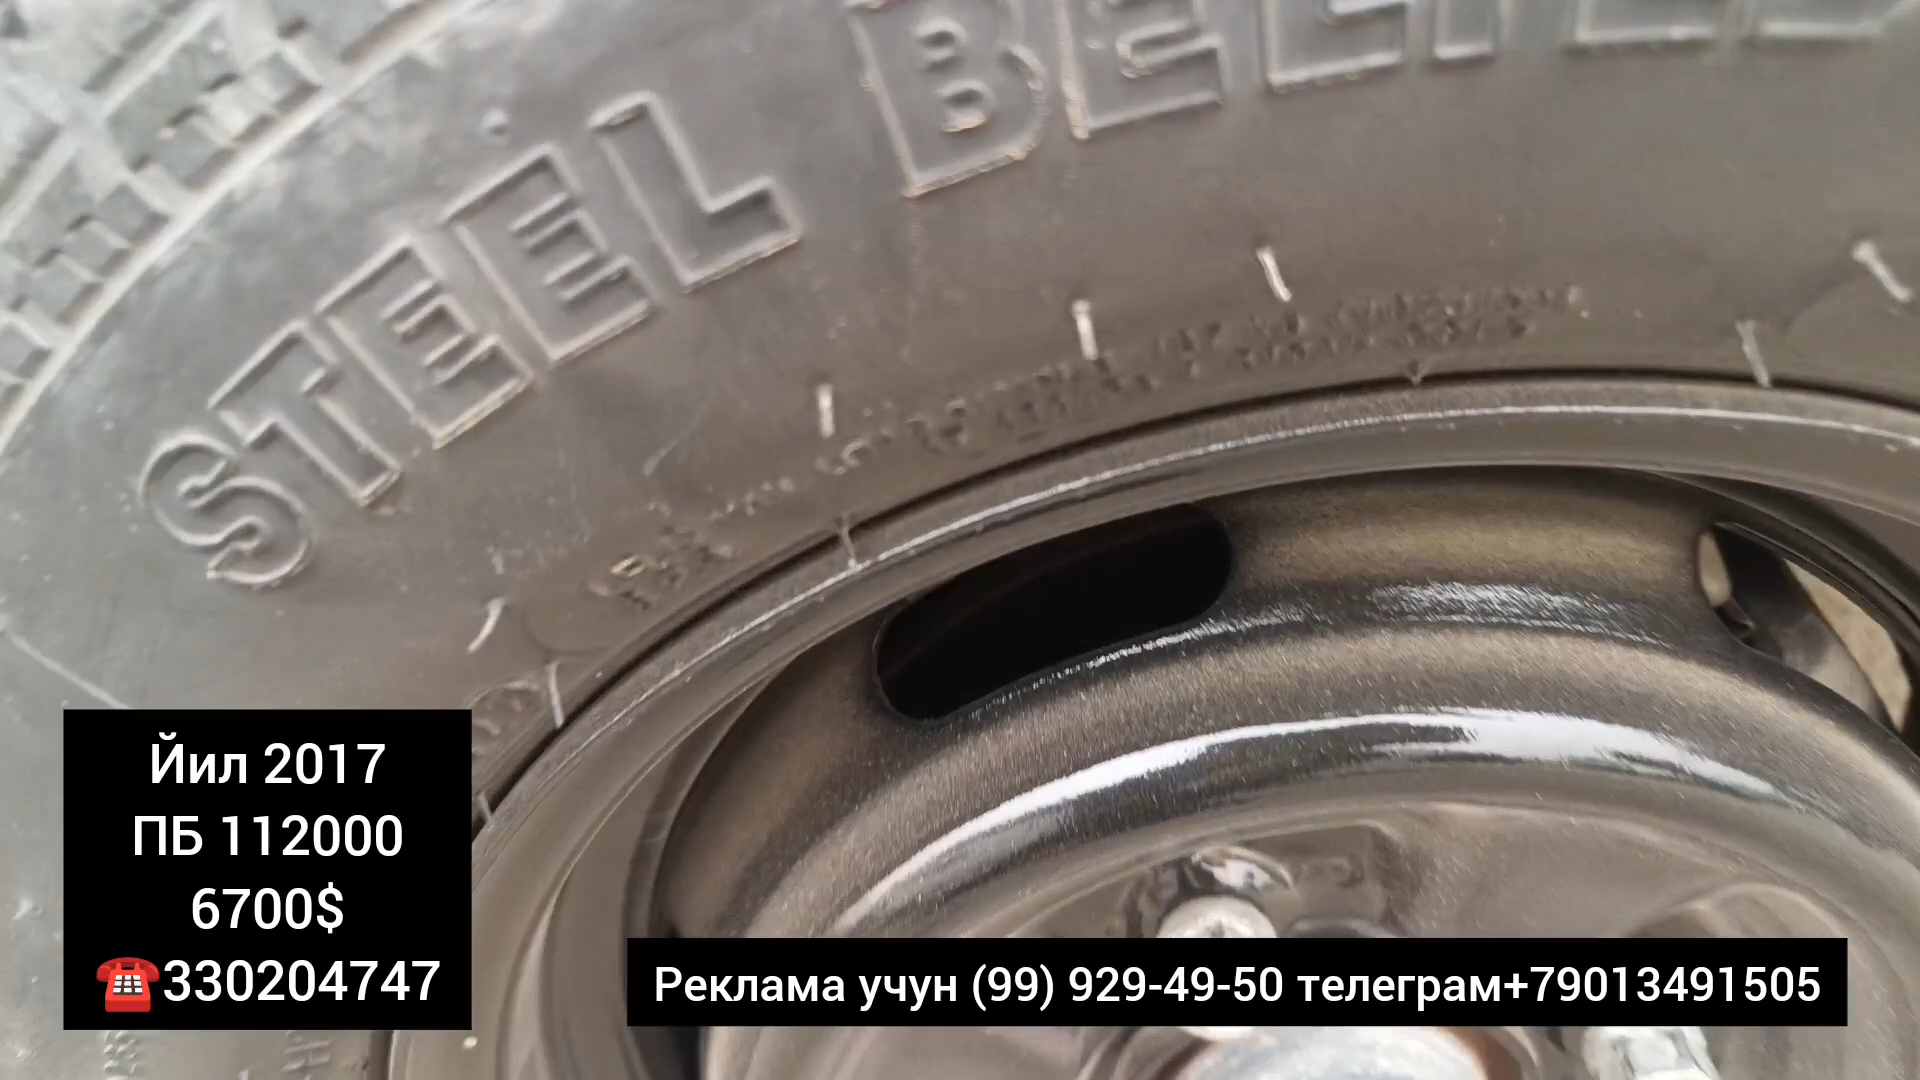 STEEL BELTED
Йил 2017
ПБ 112000
6700$
☎330204747
Реклама учун (99) 929-49-50 телеграм+79013491505